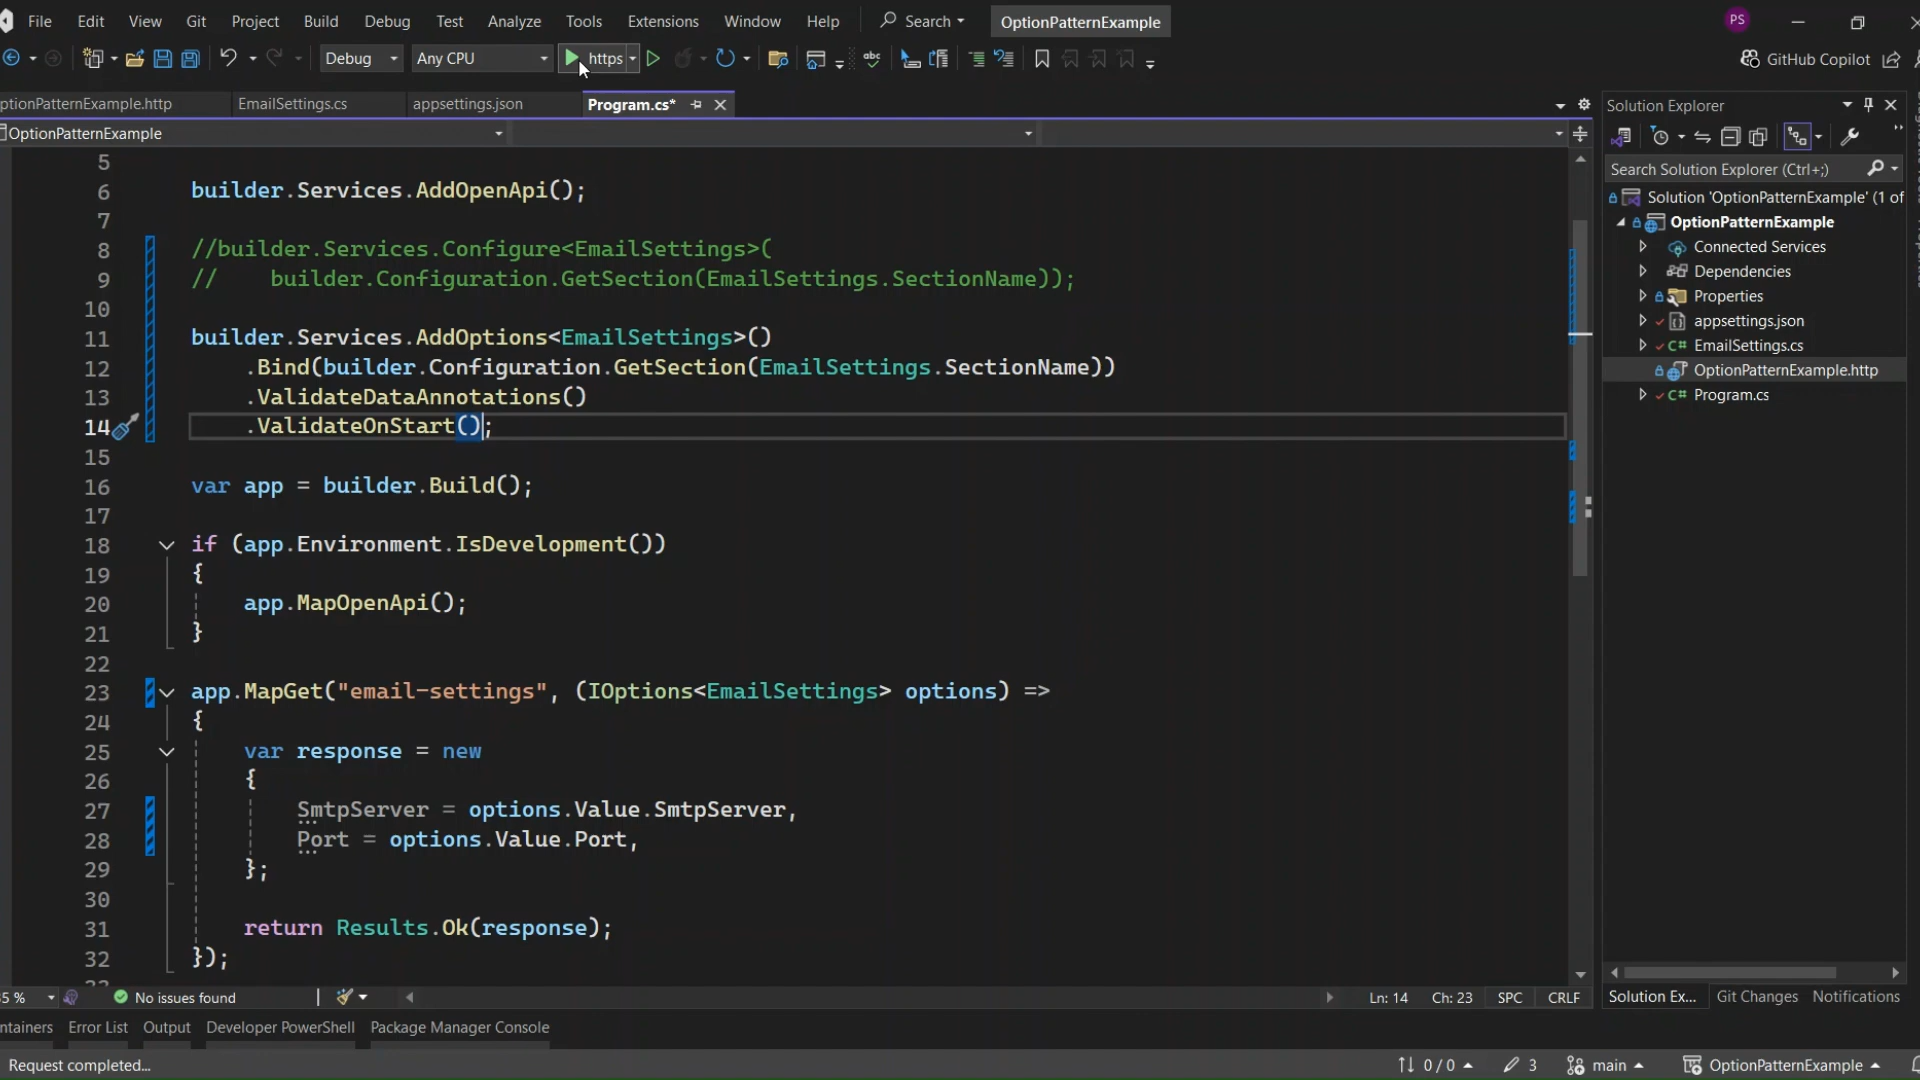 File Edit View Git Project Build Debug Test Analyze Tools Extensions Window Help Search OptionPatternExample PS
Debug Any CPU https GitHub Copilot
ptionPatternExample.http EmailSettings.cs appsettings.json Program.cs*
OptionPatternExample
5
6 builder.Services.AddOpenApi();
7
8 //builder.Services.Configure<EmailSettings>(
9 //    builder.Configuration.GetSection(EmailSettings.SectionName));
10
11 builder.Services.AddOptions<EmailSettings>()
12     .Bind(builder.Configuration.GetSection(EmailSettings.SectionName))
13     .ValidateDataAnnotations()
14     .ValidateOnStart();
15
16 var app = builder.Build();
17
18 if (app.Environment.IsDevelopment())
19 {
20     app.MapOpenApi();
21 }
22
23 app.MapGet("email-settings", (IOptions<EmailSettings> options) =>
24 {
25     var response = new
26     {
27         SmtpServer = options.Value.SmtpServer,
28         Port = options.Value.Port,
29     };
30
31     return Results.Ok(response);
32 });
Solution Explorer
Search Solution Explorer (Ctrl+;)
Solution 'OptionPatternExample' (1 of
OptionPatternExample
Connected Services
Dependencies
Properties
appsettings.json
C# EmailSettings.cs
OptionPatternExample.http
C# Program.cs
5 % No issues found Ln: 14 Ch: 23 SPC CRLF
Solution Ex... Git Changes Notifications
ntainers Error List Output Developer PowerShell Package Manager Console
Request completed... 0 / 0 3 main OptionPatternExample